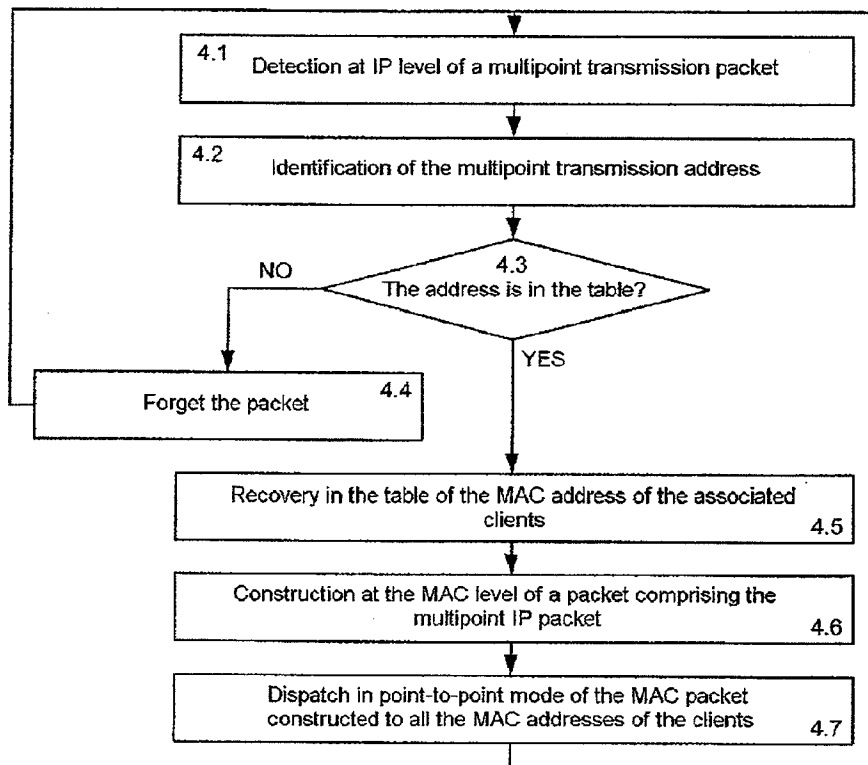 4.1
Detection at IP level of a multipoint transmission packet
4.2
Identification of the multipoint transmission address
4.3
The address is in the table?
NO
YES
Forget the packet
4.4
Recovery in the table of the MAC address of the associated
clients
4.5
Construction at the MAC level of a packet comprising the
multipoint IP packet
4.6
Dispatch in point-to-point mode of the MAC packet
constructed to all the MAC addresses of the clients
4.7